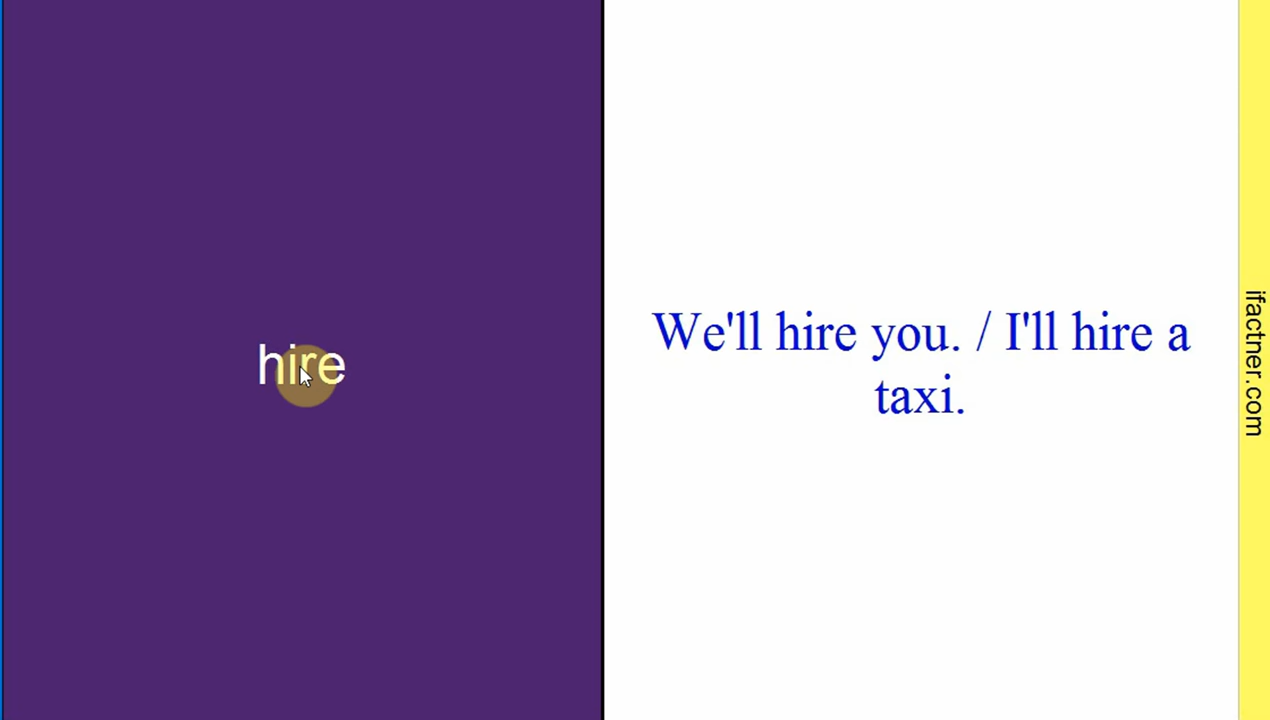 hire
We'll hire you. / I'll hire a
taxi.
ifactner.com